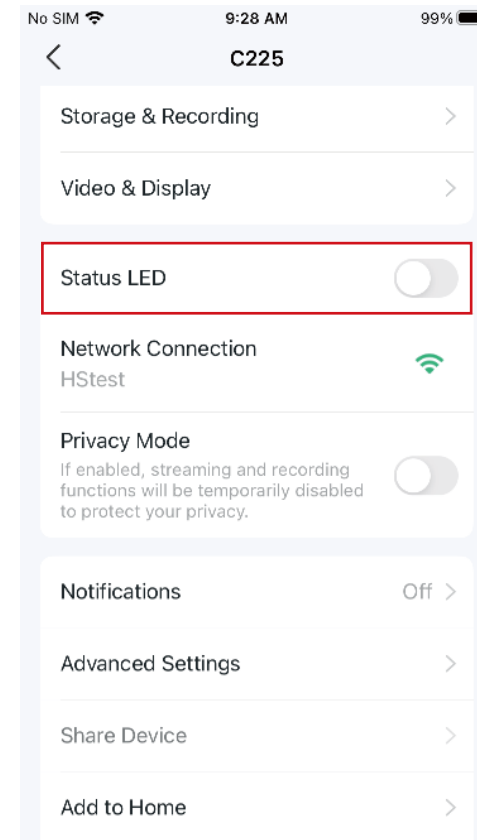 No SIM 9:28 AM 99%
C225
Storage & Recording
Video & Display
Status LED
Network Connection
HStest
Privacy Mode
If enabled, streaming and recording
functions will be temporarily disabled
to protect your privacy.
Notifications Off
Advanced Settings
Share Device
Add to Home